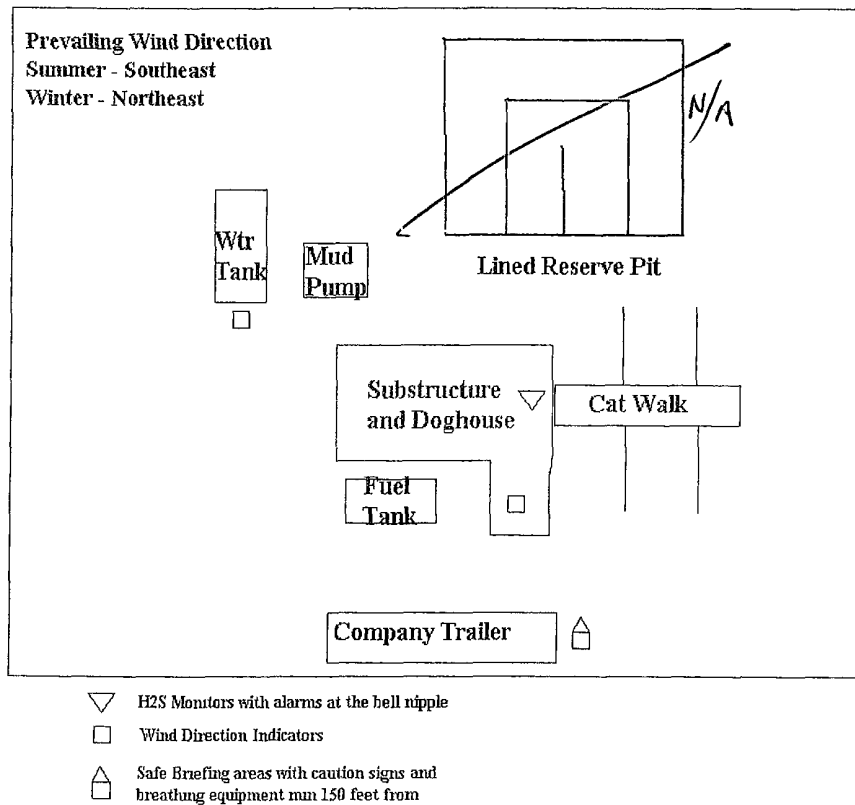 Prevailing Wind Direction
Summer - Southeast
Winter - Northeast
N/A
Wtr
Tank
Mud
Pump
Lined Reserve Pit
Substructure
and Doghouse
Cat Walk
Fuel
Tank
Company Trailer
H2S Monitors with alarms at the bell nipple
Wind Direction Indicators
Safe Briefing areas with caution signs and
breathing equipment min 150 feet from